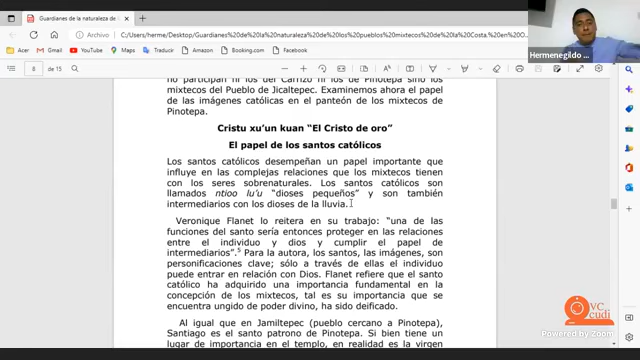 Guardianes de la naturaleza de l
C:/Users/herme/Desktop/Guardianes%20de%20la%20naturaleza%20de%20los%20pueblos%20mixtecos%20de%20la%20Costa.%20en%20
Acer
Gmail
YouTube
Maps
Traducir
Noticias
8
de 15
no participan ni los del Carrizo ni los de Pinotepa sino los
mixtecos del Pueblo de Jicaltepec. Examinemos ahora el papel
de las imágenes católicas en el panteón de los mixtecos de
Pinotepa.
Cristu xu'un kuan "El Cristo de oro"
El papel de los santos católicos
Los santos católicos desempeñan un papel importante que
influye en las complejas relaciones que los mixtecos tienen
con los seres sobrenaturales. Los santos católicos son
llamados ntioo lu'u "dioses pequeños" y son también
intermediarios con los dioses de la lluvia.
Veronique Flanet lo reitera en su trabajo: "una de las
funciones del santo sería entonces proteger en las relaciones
entre el individuo y dios y cumplir el papel de
intermediarios".5 Para la autora, los santos, las imágenes, son
personificaciones clave; sólo a través de ellas el individuo
puede entrar en relación con Dios. Flanet refiere que el santo
católico ha adquirido una importancia fundamental en la
concepción de los mixtecos, tal es su importancia que se
encuentra ungido de poder divino, ha sido deificado.
Al igual que en Jamiltepec (pueblo cercano a Pinotepa),
Santiago es el santo patrono de Pinotepa. Si bien tiene un
lugar de importancia en el templo, en realidad es la virgen
Hermenegildo
VC
cudi
Powered by Zoom